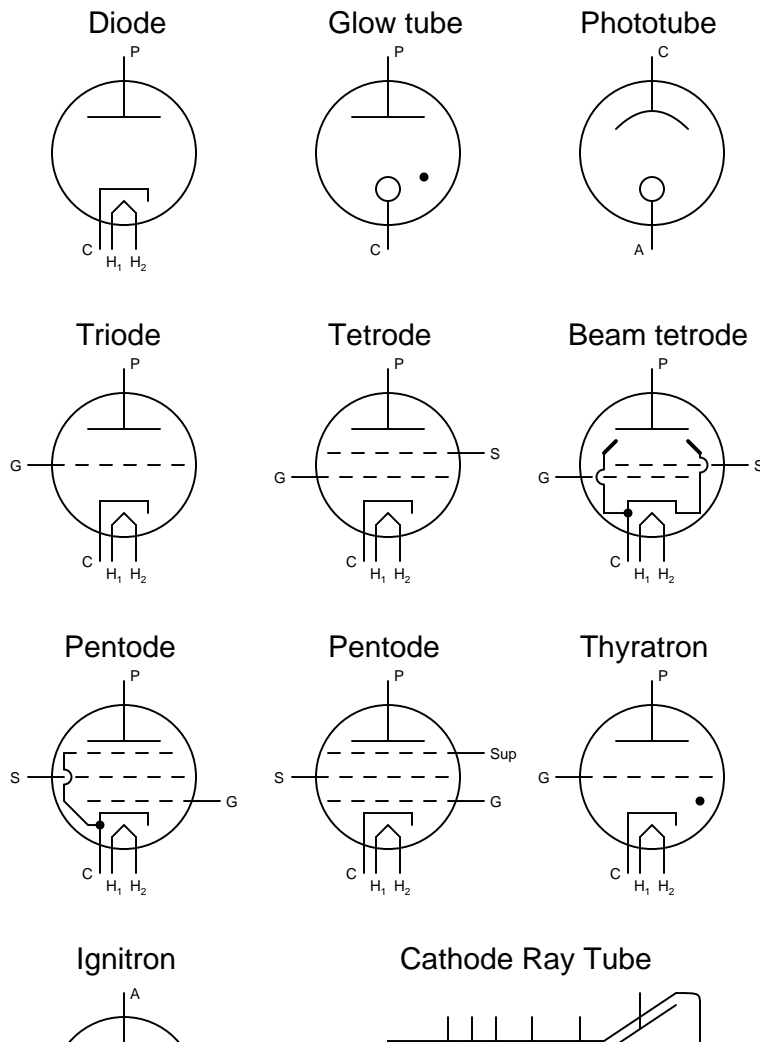 Diode Glow tube Phototube
P P C
C H₁ H₂ C A
Triode Tetrode Beam tetrode
P P P
G S G G S
C H₁ H₂ C H₁ H₂ C H₁ H₂
Pentode Pentode Thyratron
P P P
Sup
S S G
G G
C H₁ H₂ C H₁ H₂ C H₁ H₂
Ignitron Cathode Ray Tube
A